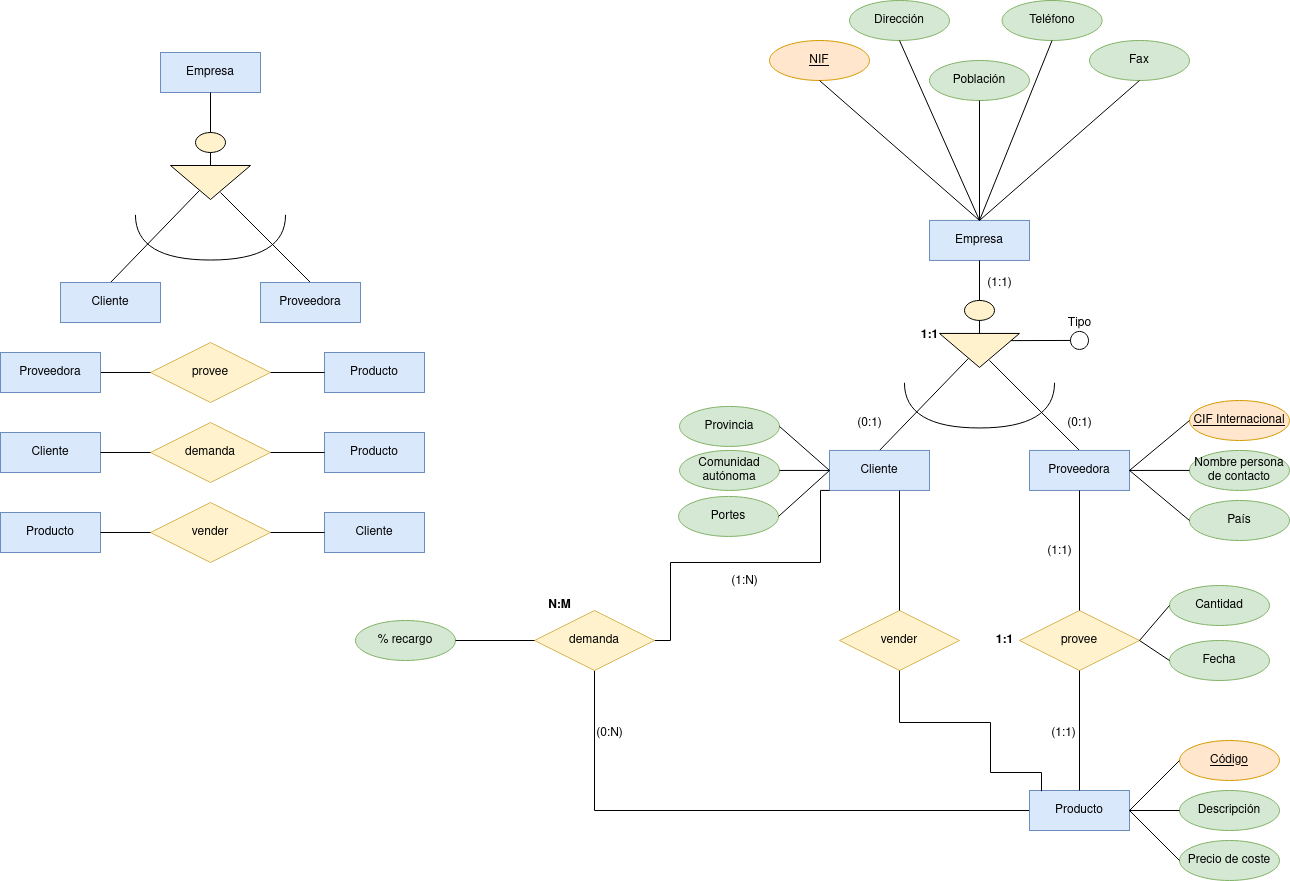 Empresa
Cliente
Proveedora
Proveedora
provee
Producto
Cliente
demanda
Producto
Producto
vender
Cliente
Dirección
Teléfono
NIF
Fax
Población
Empresa
(1:1)
Tipo
1:1
(0:1)
(0:1)
Provincia
Comunidad
autónoma
Portes
Cliente
Proveedora
CIF Internacional
Nombre persona
de contacto
País
(1:N)
(1:1)
N:M
% recargo
demanda
vender
1:1
provee
Cantidad
Fecha
(0:N)
(1:1)
Código
Producto
Descripción
Precio de coste